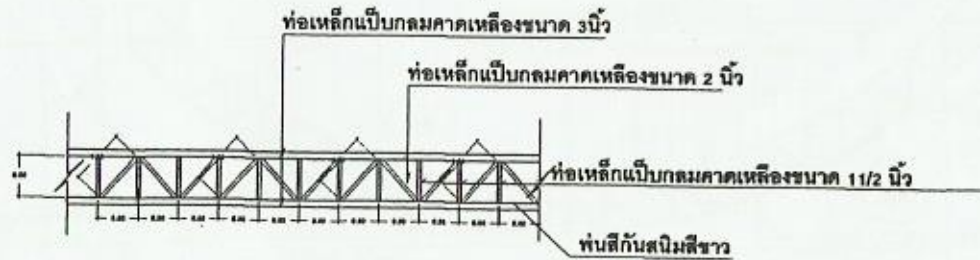 ท่อเหล็กแป๊บกลมคาดเหลืองขนาด 3นิ้ว
ท่อเหล็กแป๊บกลมคาดเหลืองขนาด 2 นิ้ว
ท่อเหล็กแป๊บกลมคาดเหลืองขนาด 11/2 นิ้ว
พ่นสีกันสนิมสีขาว